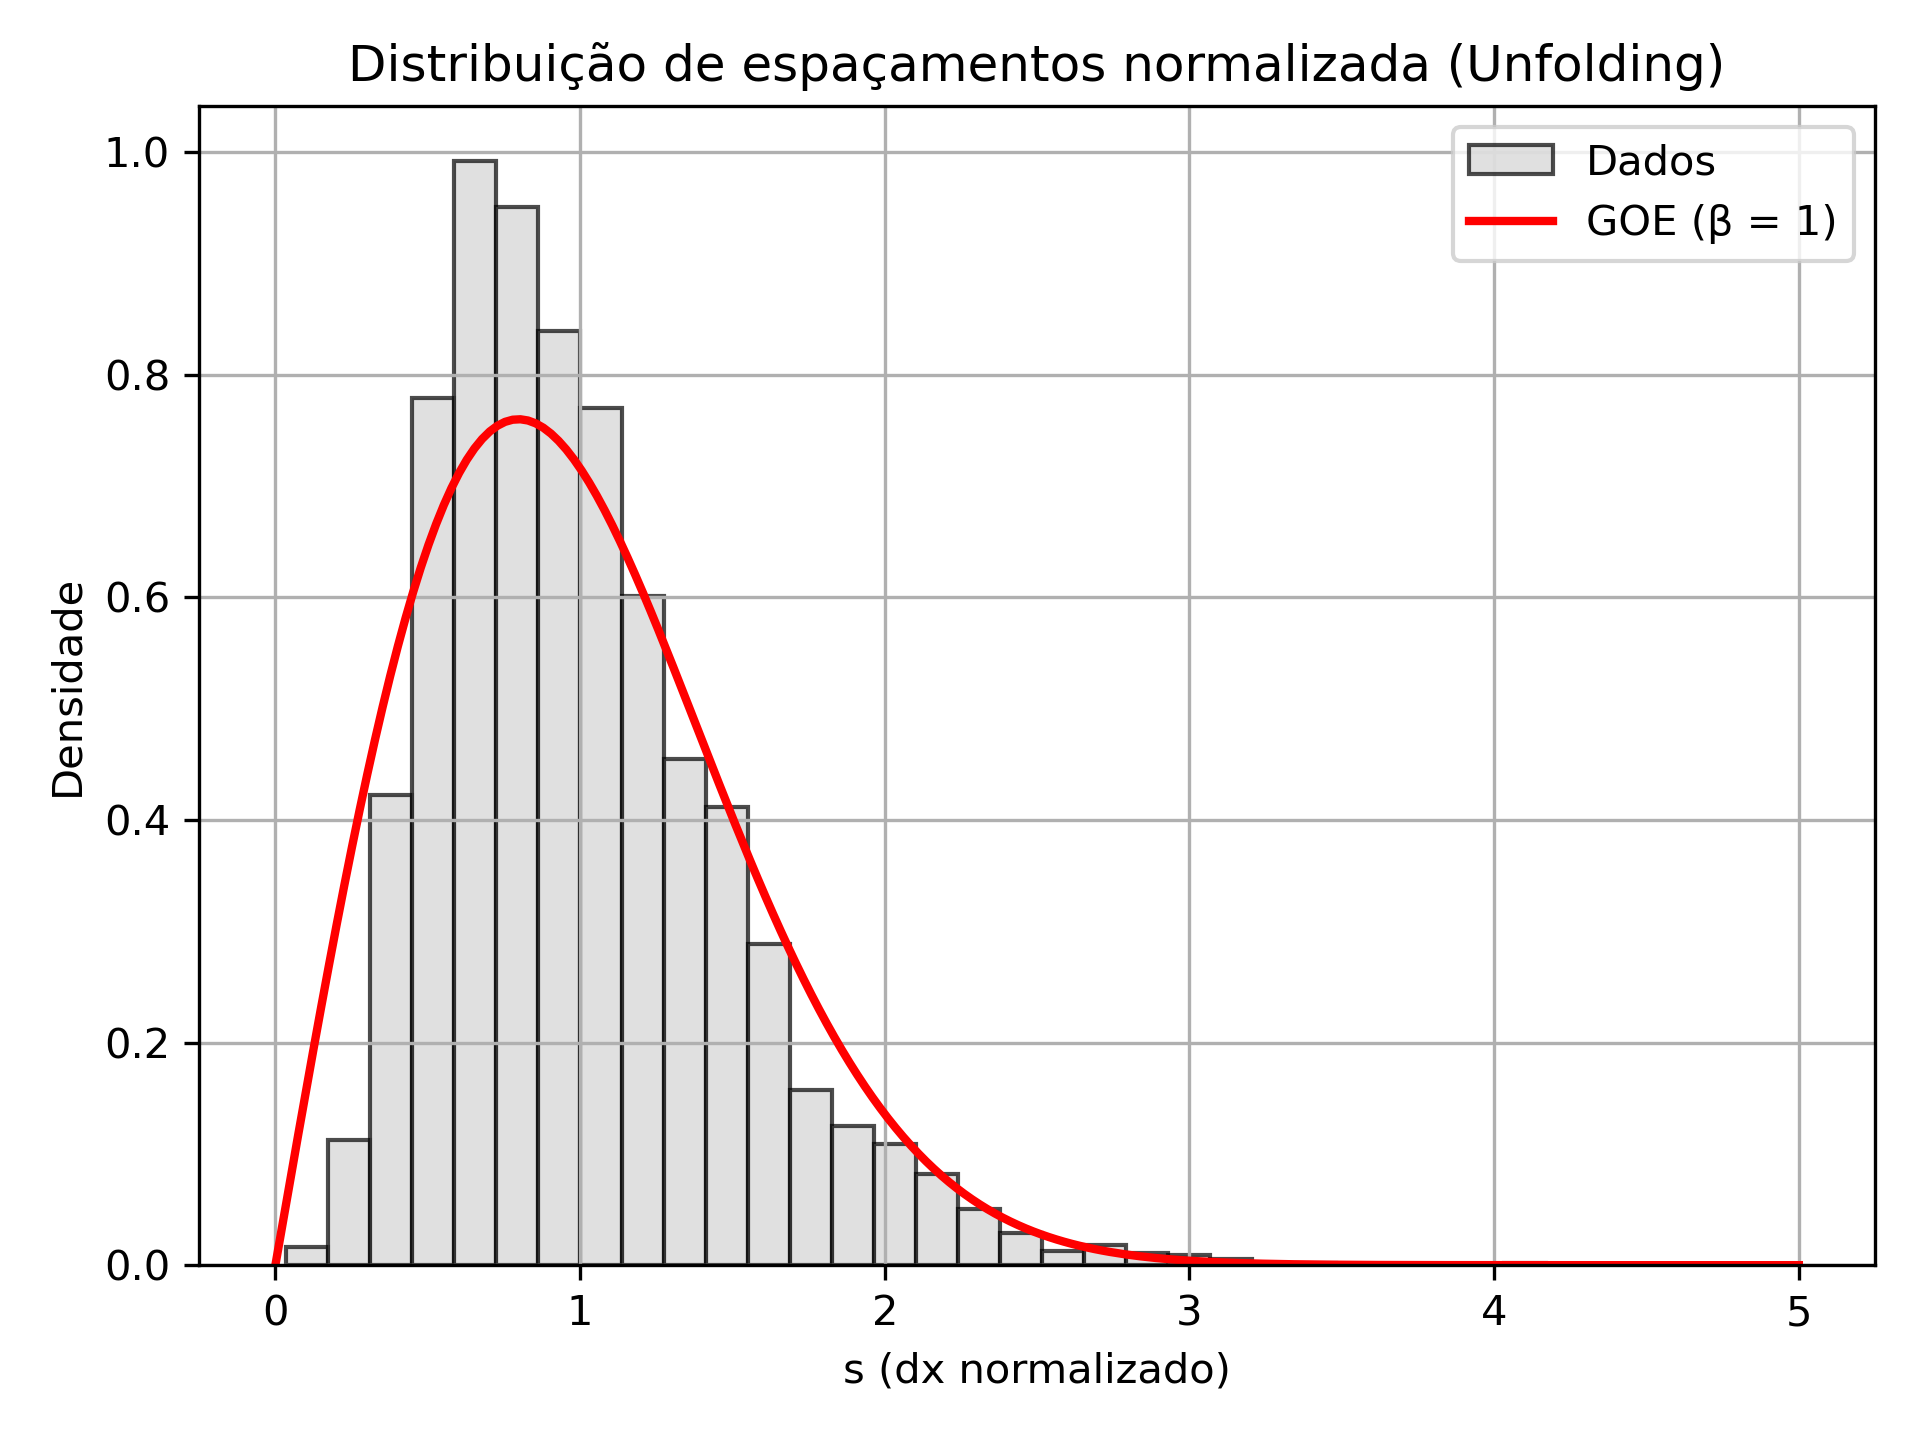 Distribuição de espaçamentos normalizada (Unfolding)
Dados
GOE (β = 1)
Densidade
1.0
0.8
0.6
0.4
0.2
0.0
0 1 2 3 4 5
s (dx normalizado)